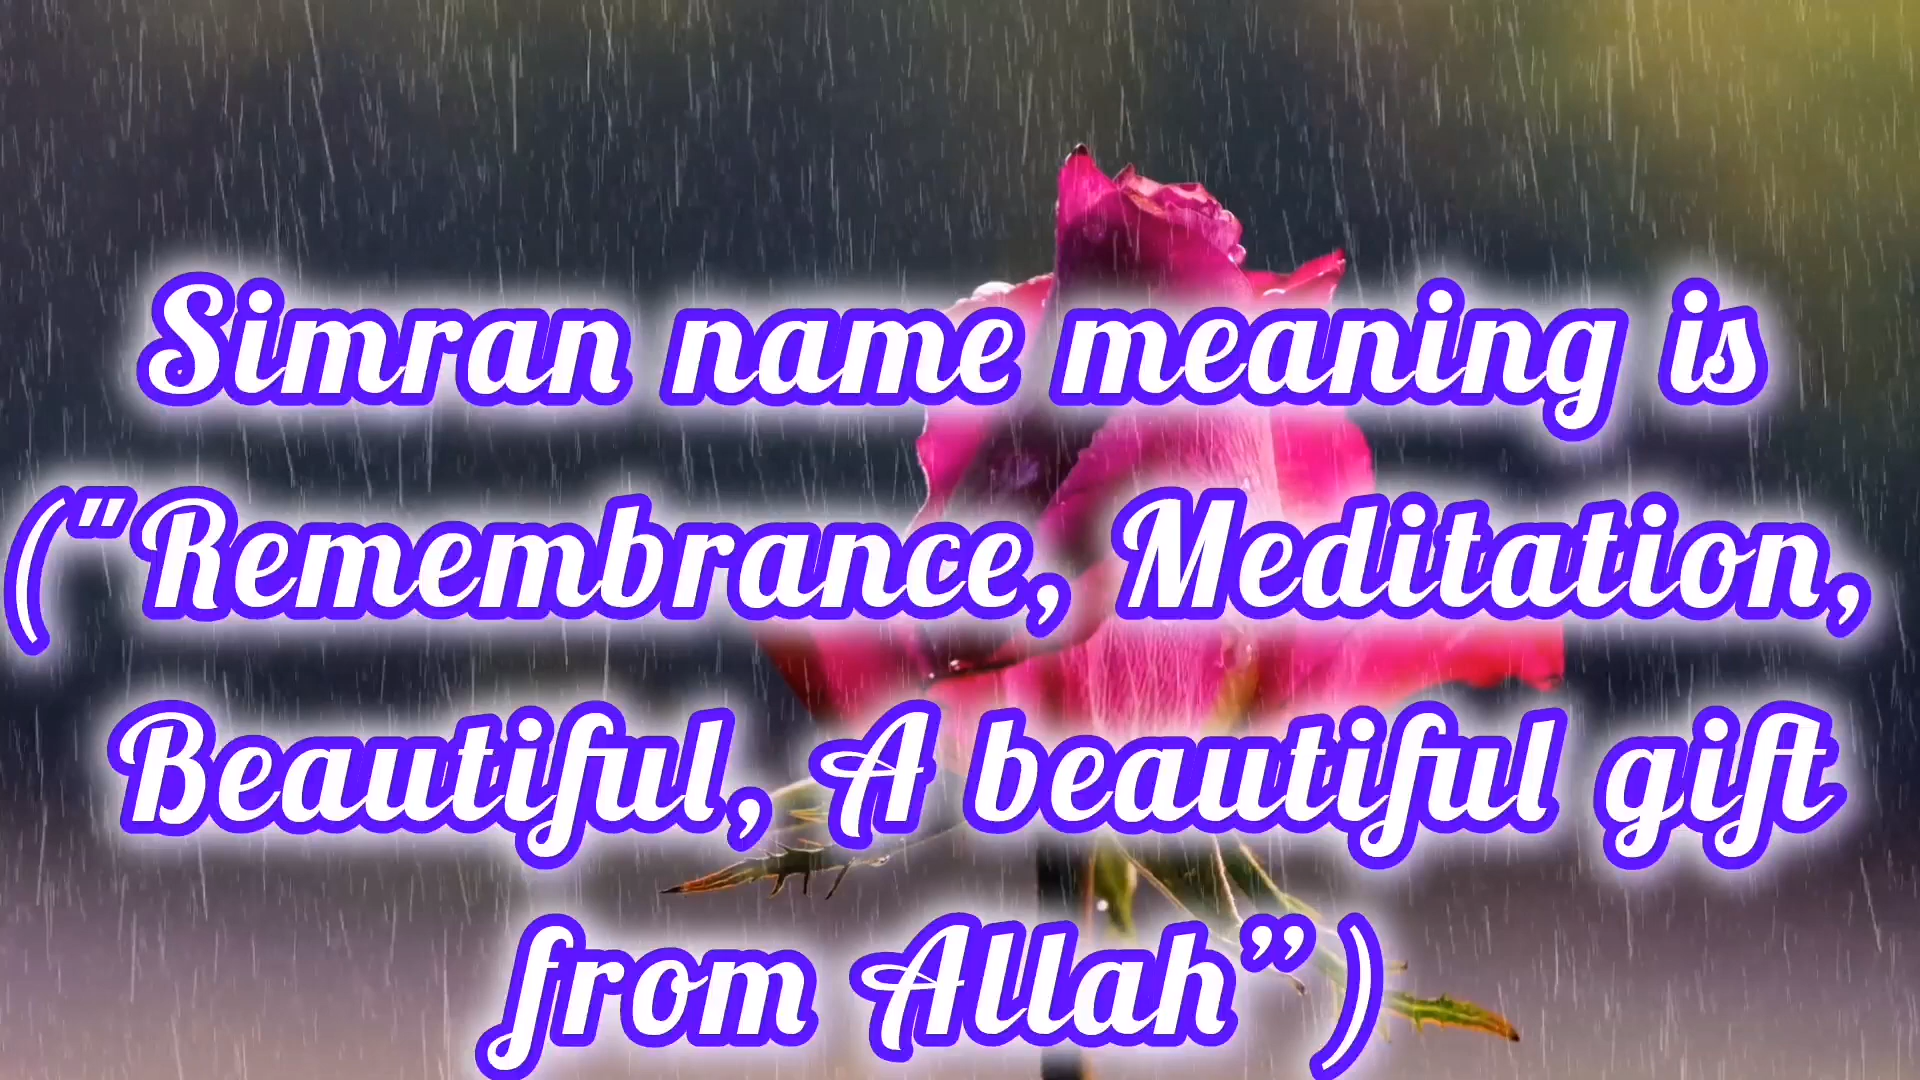 Simran name meaning is
("Remembrance, Meditation,
Beautiful, A beautiful gift
from Allah”)